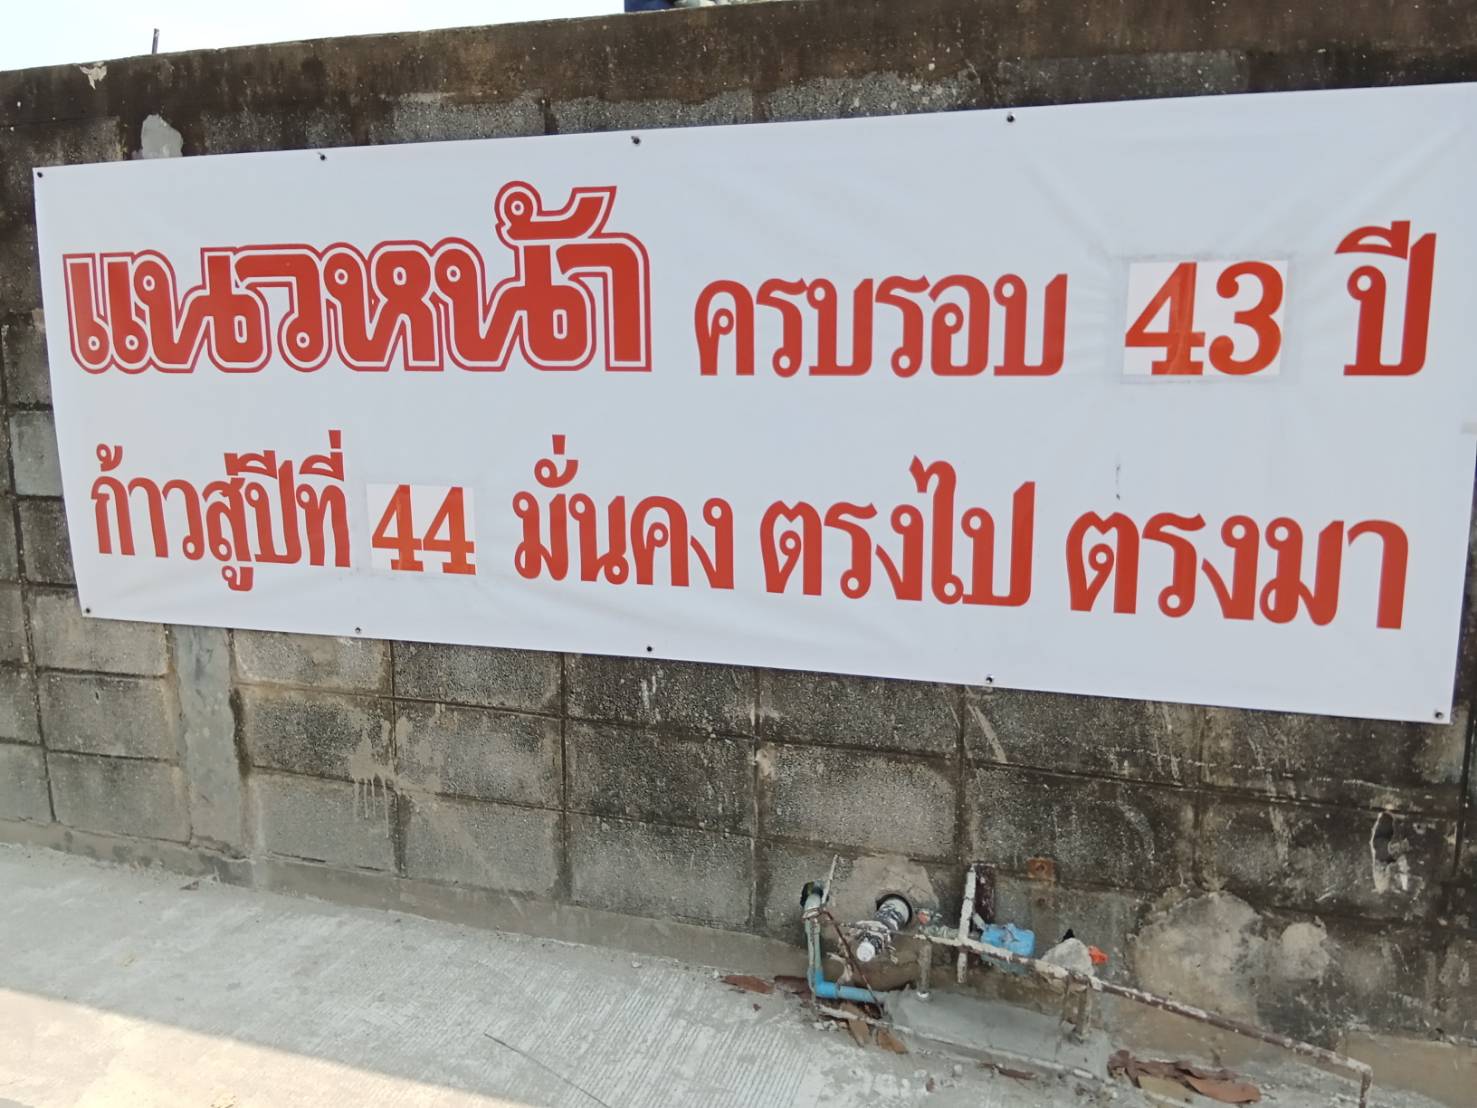 แนวหน้า ครบรอบ 43 ปี
ก้าวสู่ปีที่ 44 มั่นคง ตรงไป ตรงมา